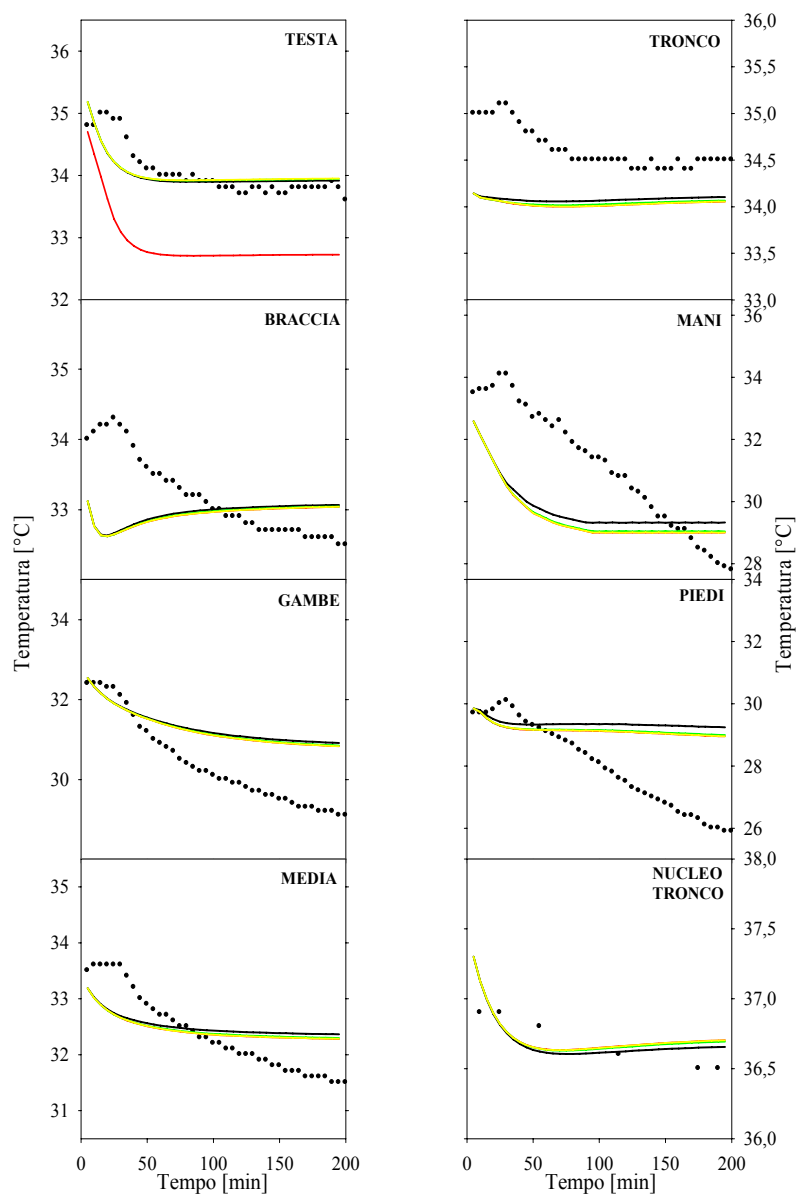 TESTA
36
35
34
33
32
TRONCO
36,0
35,5
35,0
34,5
34,0
33,5
33,0
BRACCIA
35
34
33
MANI
36
34
32
30
28
GAMBE
34
32
30
PIEDI
34
32
30
28
26
MEDIA
35
34
33
32
31
NUCLEO
TRONCO
38,0
37,5
37,0
36,5
36,0
Temperatura [°C]
Temperatura [°C]
0 50 100 150 200
Tempo [min]
0 50 100 150 200
Tempo [min]